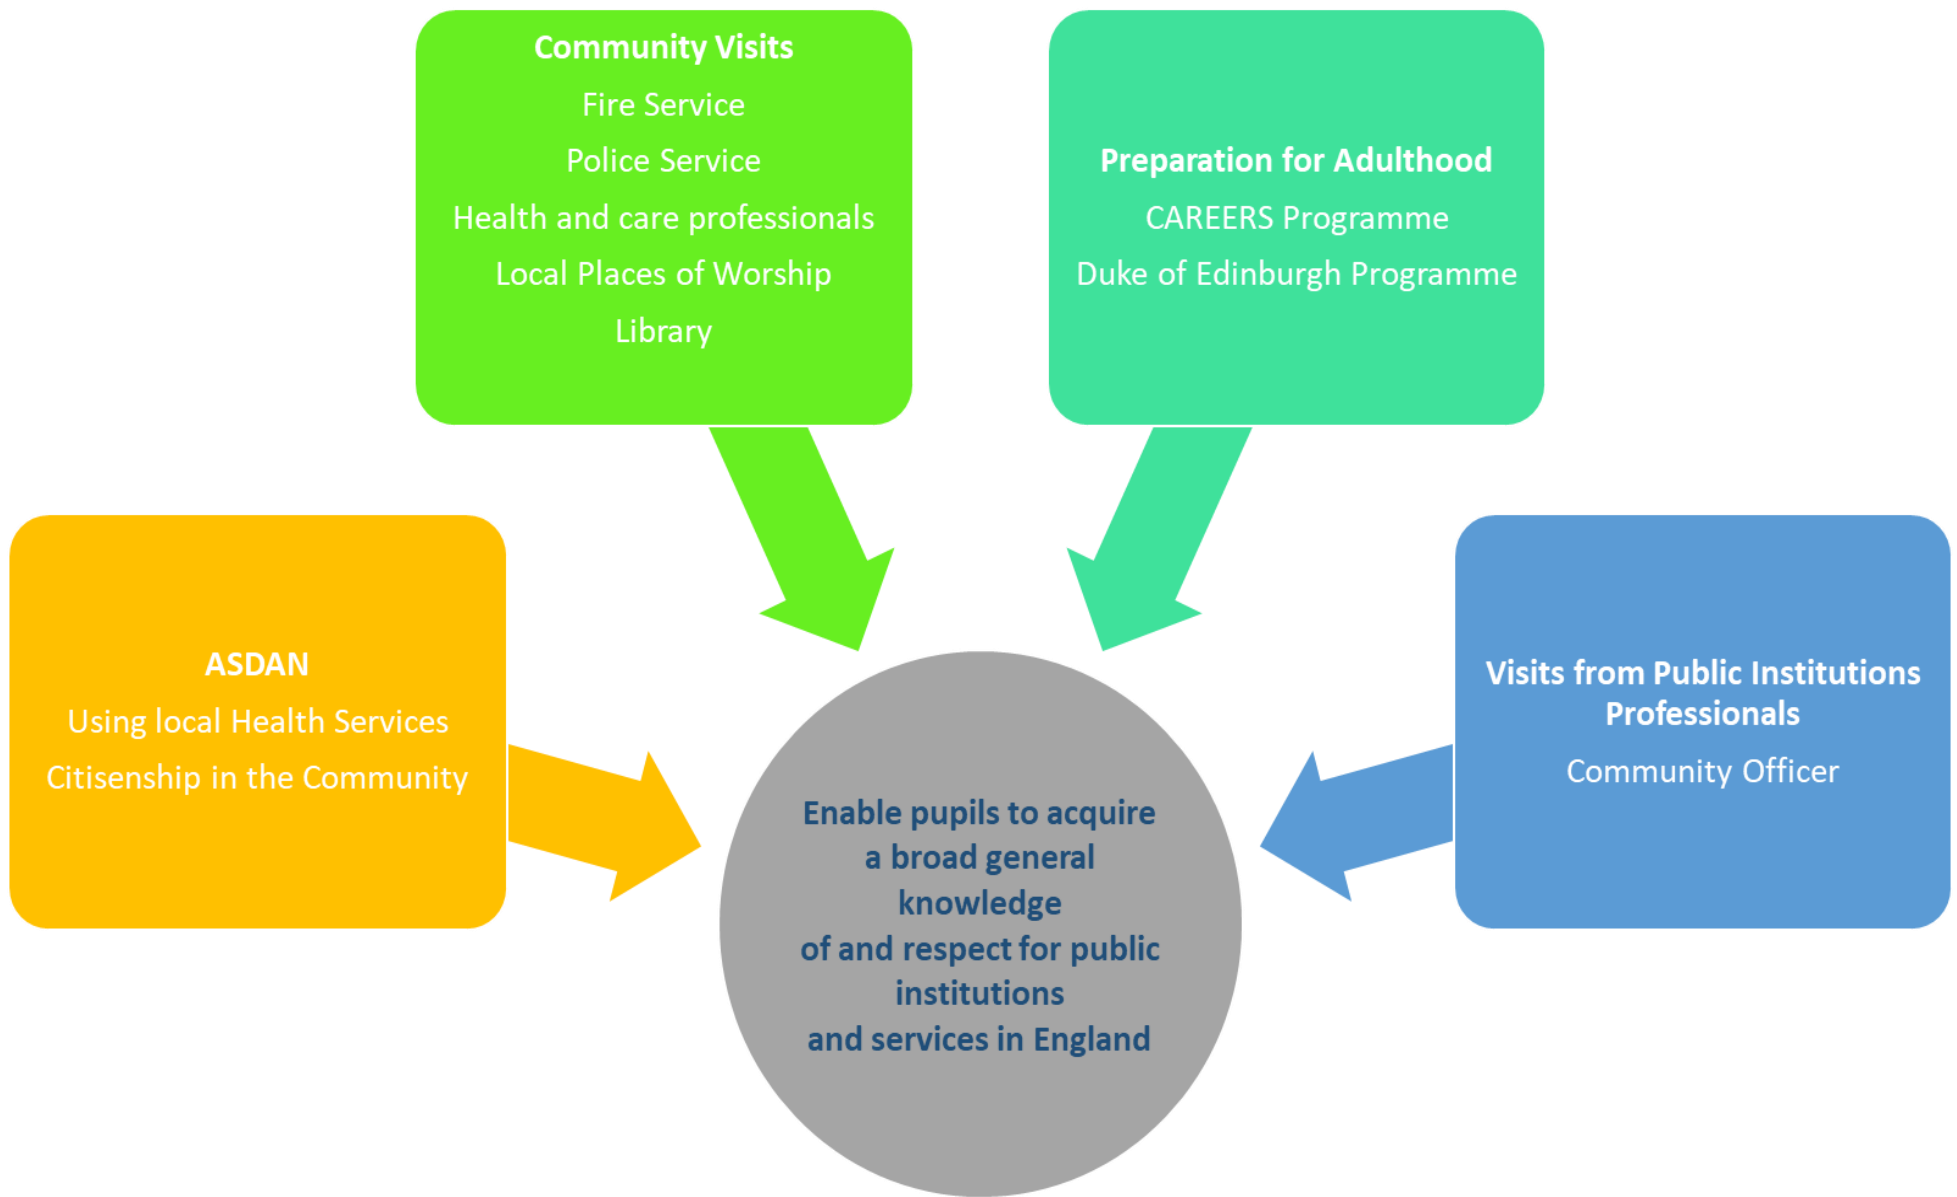 Community Visits
Fire Service
Police Service
Health and care professionals
Local Places of Worship
Library
Preparation for Adulthood
CAREERS Programme
Duke of Edinburgh Programme
ASDAN
Using local Health Services
Citisenship in the Community
Visits from Public Institutions
Professionals
Community Officer
Enable pupils to acquire
a broad general
knowledge
of and respect for public
institutions
and services in England